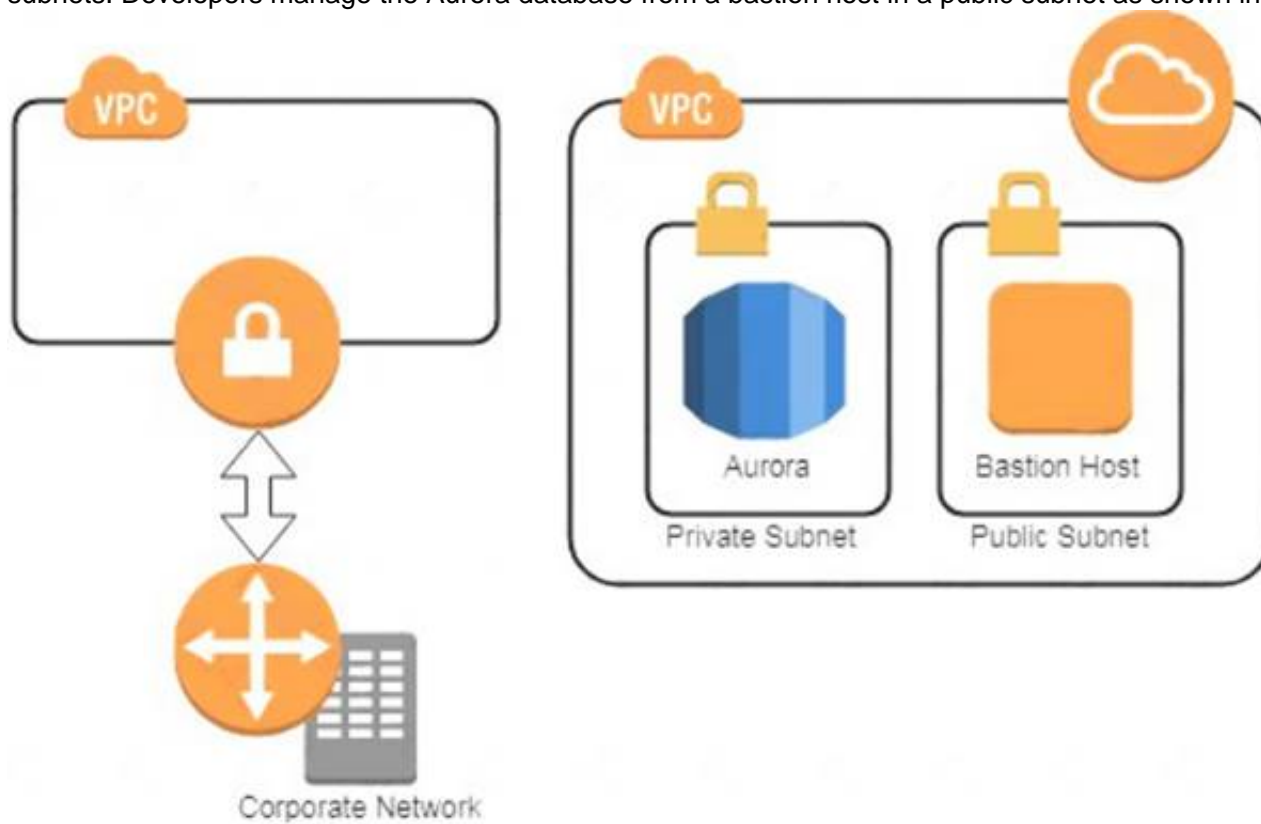 subnets. Developers manage the Aurora database from a bastion host in a public subnet as shown in
VPC
VPC
Aurora
Bastion Host
Private Subnet
Public Subnet
Corporate Network